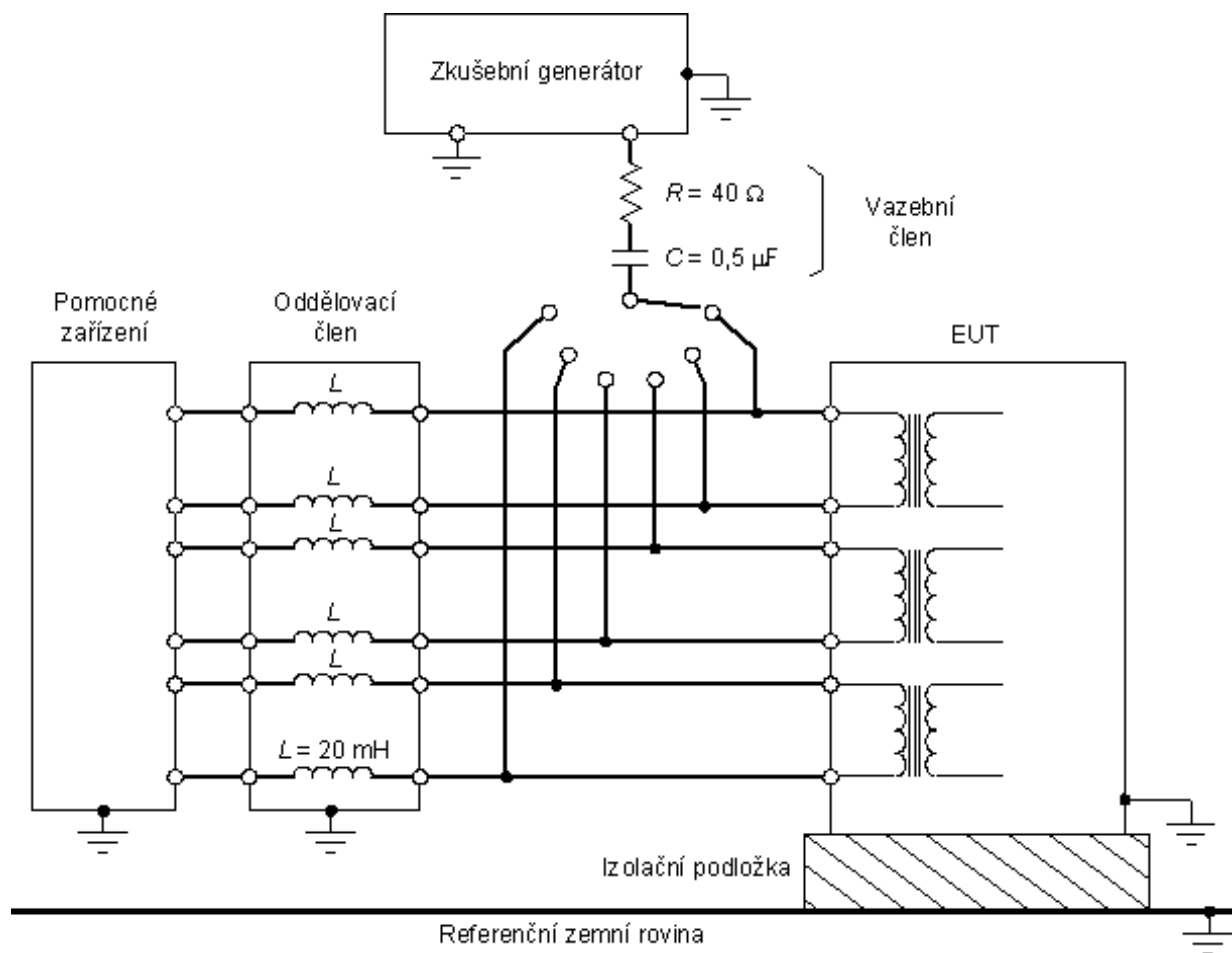 Zkušební generátor
R = 40 Ω
C = 0,5 µF
Vazební
člen
Pomocné
zařízení
Oddělovací
člen
EUT
L
L
L
L
L
L = 20 mH
Izolační podložka
Referenční zemní rovina